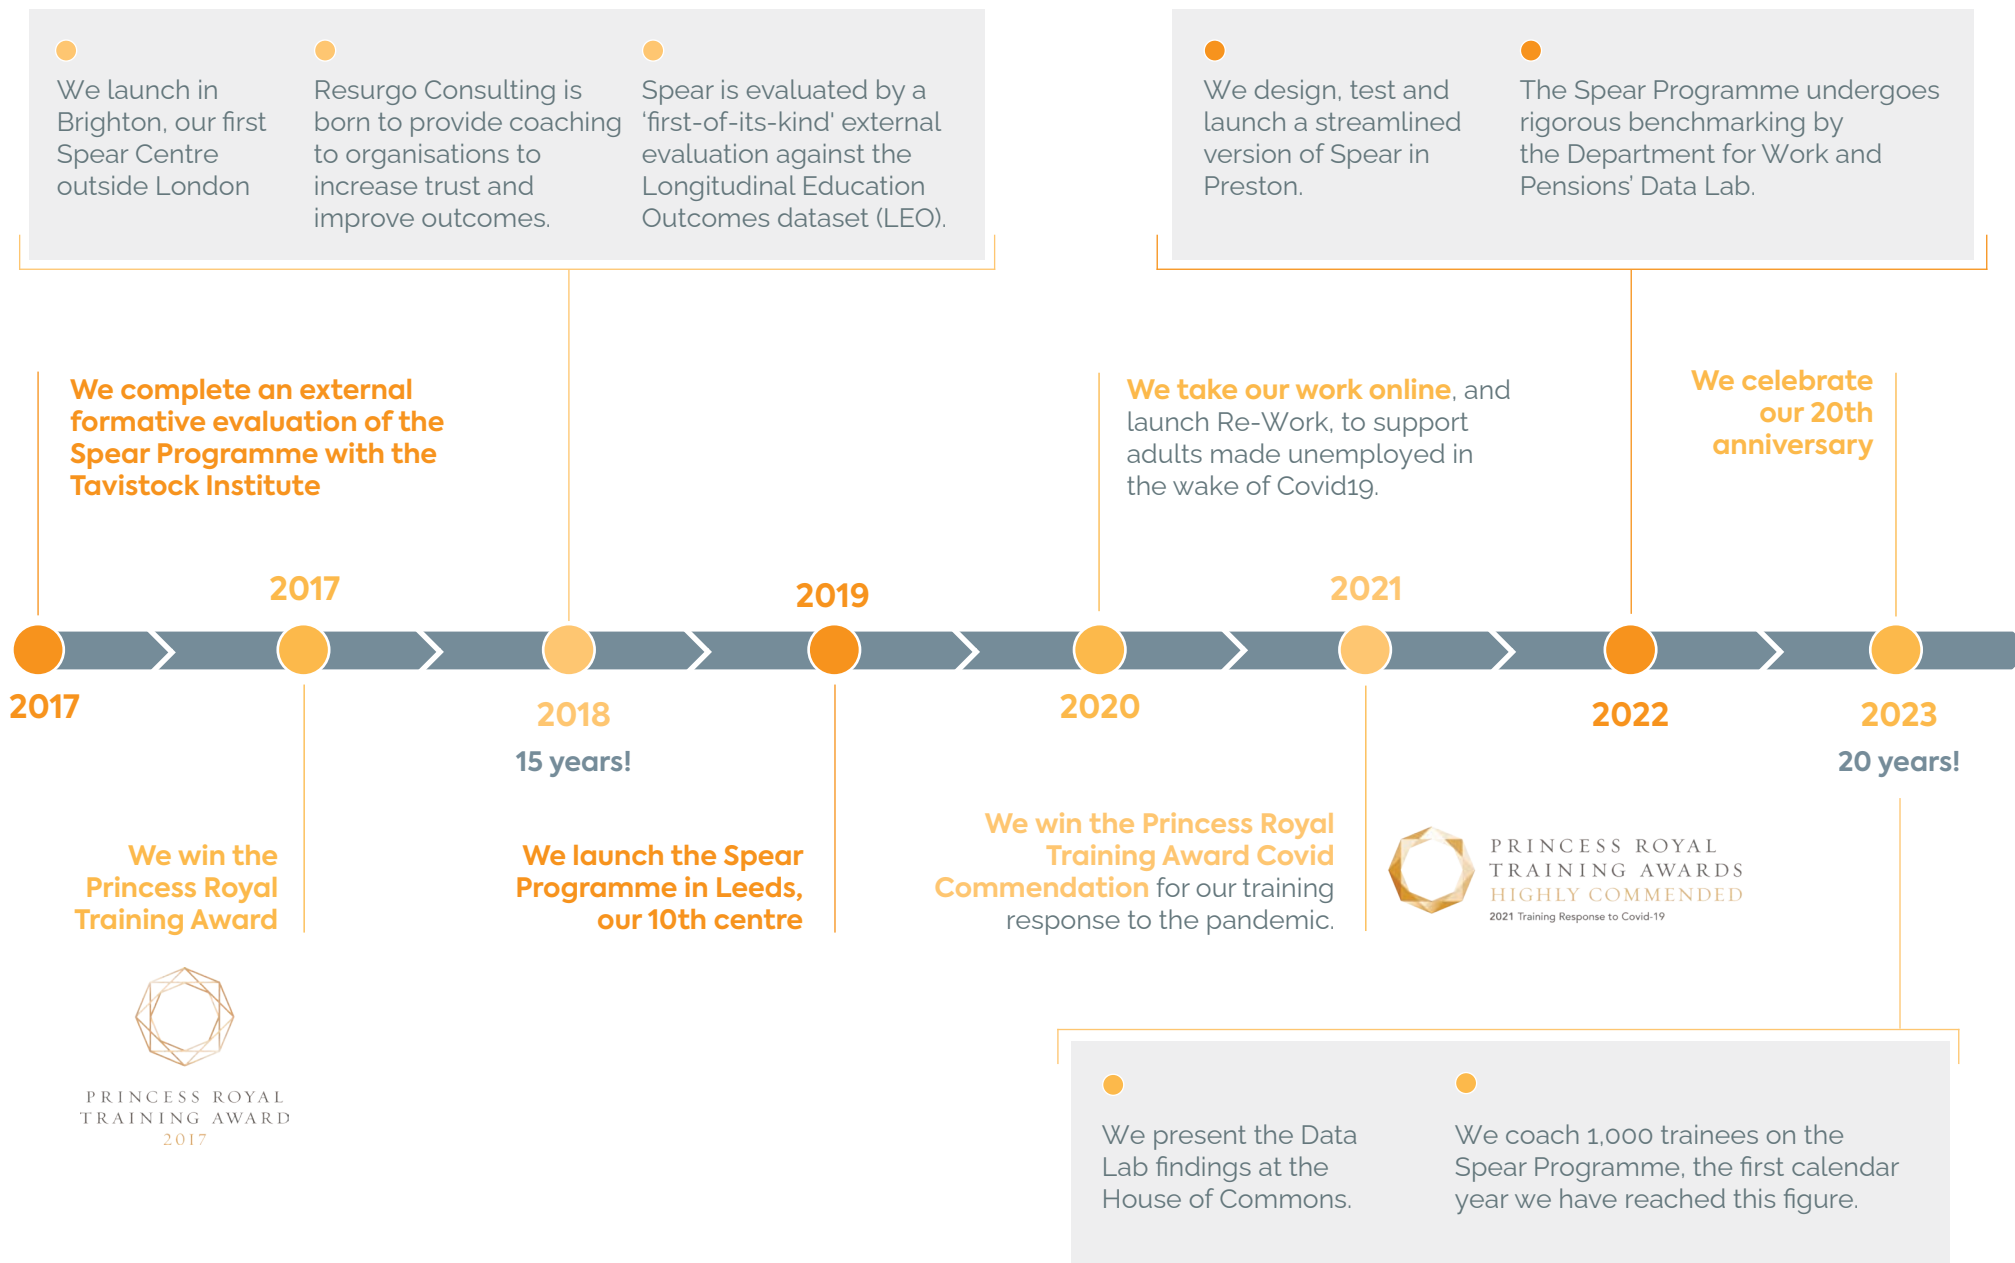 We launch in
Brighton, our first
Spear Centre
outside London
Resurgo Consulting is
born to provide coaching
to organisations to
increase trust and
improve outcomes.
Spear is evaluated by a
‘first-of-its-kind' external
evaluation against the
Longitudinal Education
Outcomes dataset (LEO).
We design, test and
launch a streamlined
version of Spear in
Preston.
The Spear Programme undergoes
rigorous benchmarking by
the Department for Work and
Pensions’ Data Lab.
We complete an external
formative evaluation of the
Spear Programme with the
Tavistock Institute
We take our work online, and
launch Re-Work, to support
adults made unemployed in
the wake of Covid19.
We celebrate
our 20th
anniversary
2017
2019
2021
2017
2018
15 years!
2020
2022
2023
20 years!
We win the
Princess Royal
Training Award
PRINCESS ROYAL
TRAINING AWARD
2017
We launch the Spear
Programme in Leeds,
our 10th centre
We win the Princess Royal
Training Award Covid
Commendation for our training
response to the pandemic.
PRINCESS ROYAL
TRAINING AWARDS
HIGHLY COMMENDED
2021 Training Response to Covid-19
We present the Data
Lab findings at the
House of Commons.
We coach 1,000 trainees on the
Spear Programme, the first calendar
year we have reached this figure.